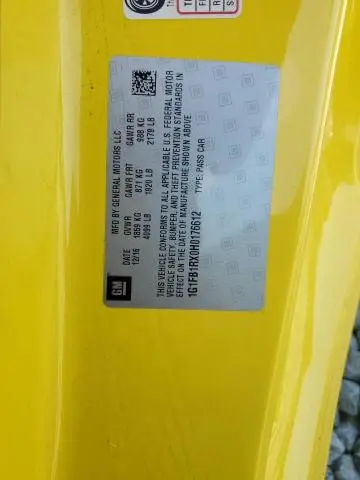 GM
MFD BY GENERAL MOTORS LLC
DATE GVWR GAWR FRT GAWR RR
12/16 1859 KG 871 KG 988 KG
4099 LB 1920 LB 2179 LB
THIS VEHICLE CONFORMS TO ALL APPLICABLE U.S. FEDERAL MOTOR
VEHICLE SAFETY, BUMPER, AND THEFT PREVENTION STANDARDS IN
EFFECT ON THE DATE OF MANUFACTURE SHOWN ABOVE.
1G1FB1RX0H0175612 TYPE: PASS CAR